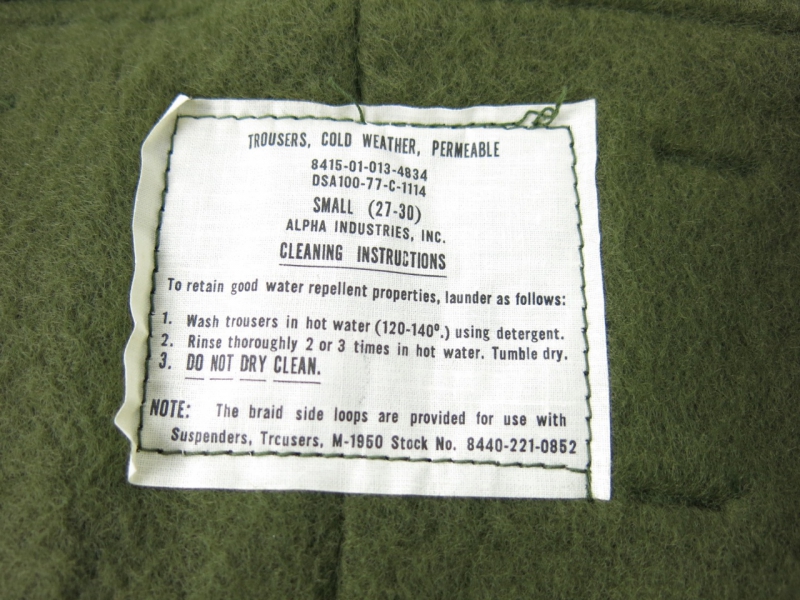 TROUSERS, COLD WEATHER, PERMEABLE
8415-01-013-4834
DSA100-77-C-1114
SMALL (27-30)
ALPHA INDUSTRIES, INC.
CLEANING INSTRUCTIONS
To retain good water repellent properties, launder as follows:
1. Wash trousers in hot water (120-140º.) using detergent.
2. Rinse thoroughly 2 or 3 times in hot water. Tumble dry.
3. DO NOT DRY CLEAN.
NOTE: The braid side loops are provided for use with
Suspenders, Trcusers, M-1950 Stock No. 8440-221-0852